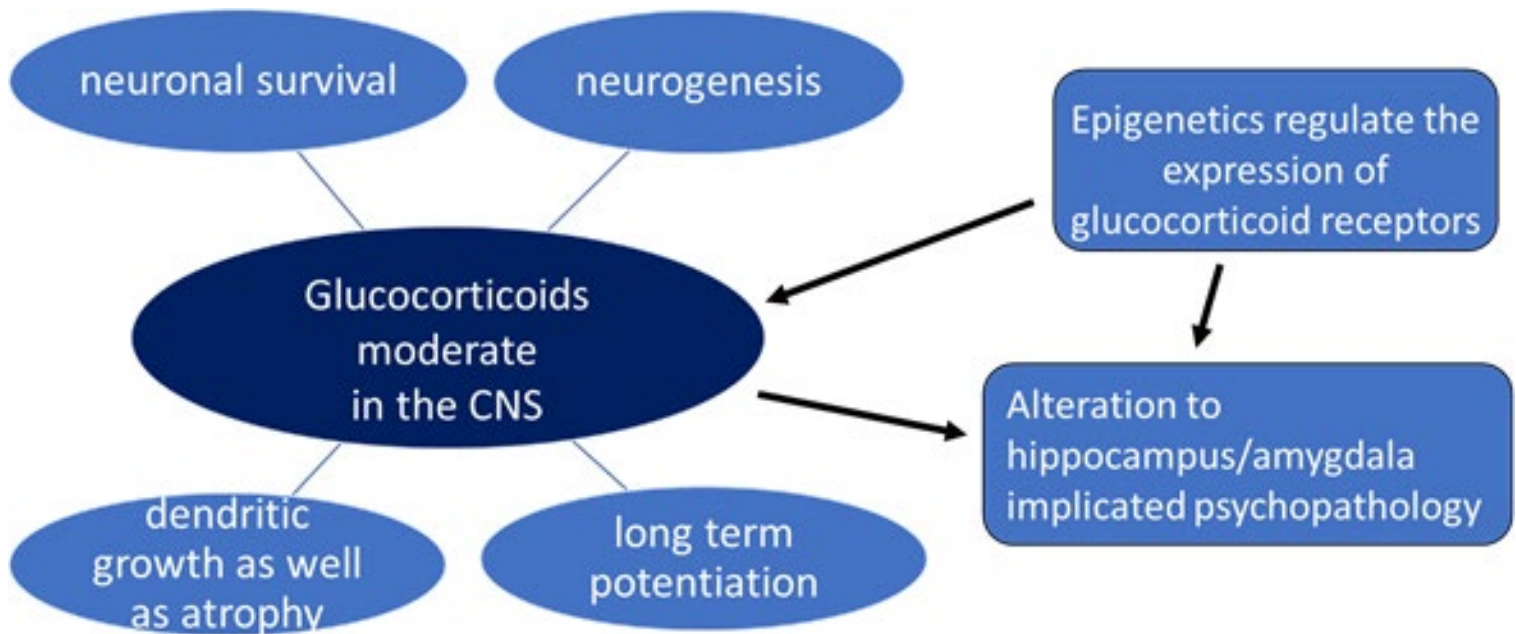 neuronal survival
neurogenesis
Epigenetics regulate the
expression of
glucocorticoid receptors
Glucocorticoids
moderate
in the CNS
Alteration to
hippocampus/amygdala
implicated psychopathology
dendritic
growth as well
as atrophy
long term
potentiation